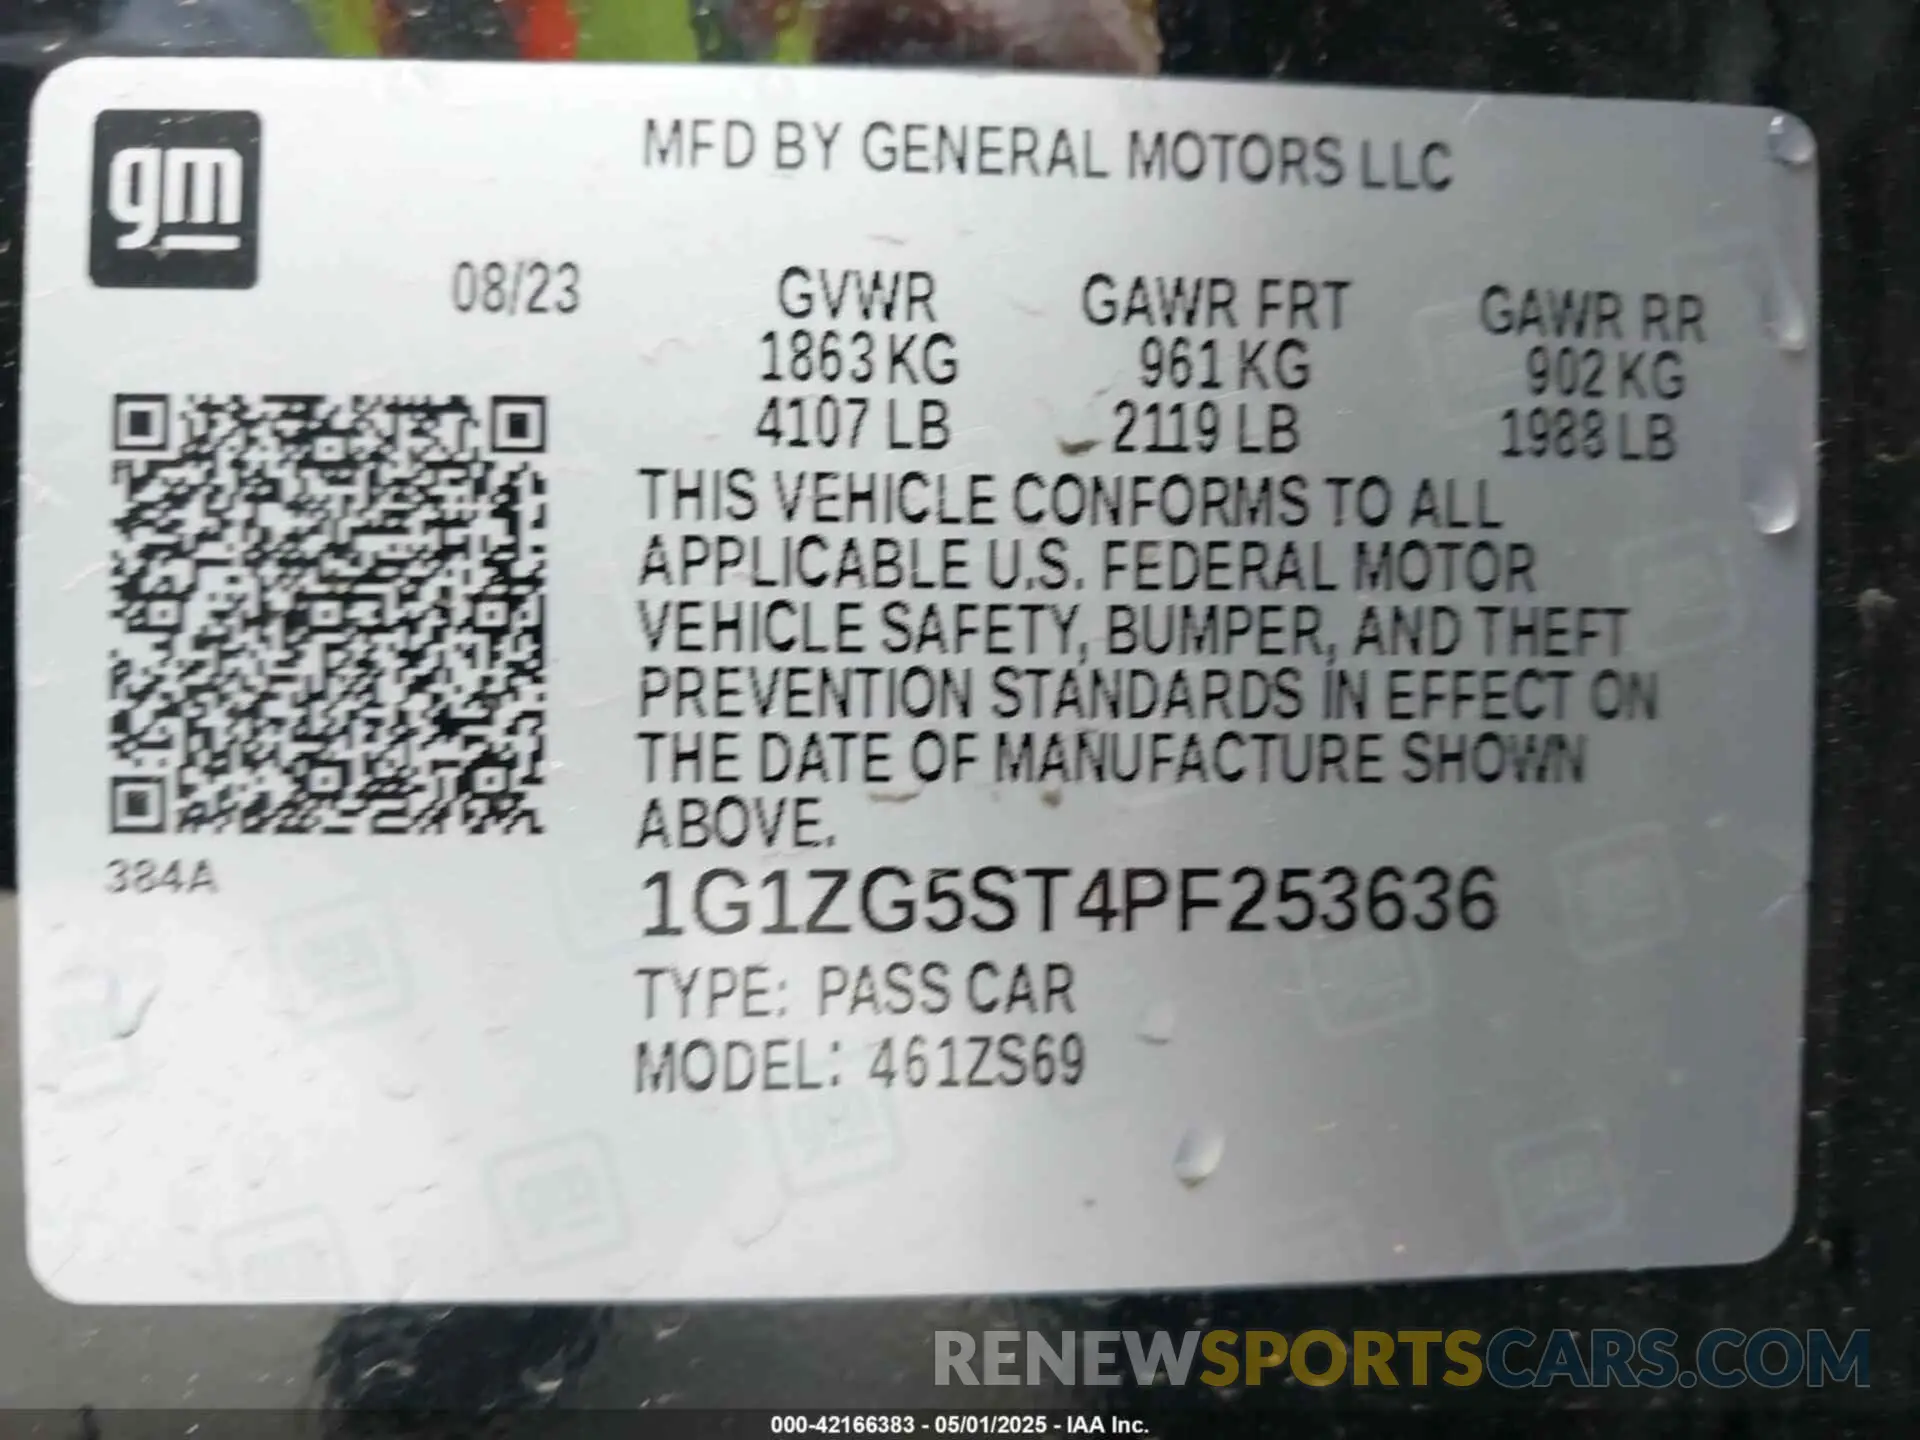 gm
MFD BY GENERAL MOTORS LLC
08/23
GVWR GAWR FRT GAWR RR
1863 KG 961 KG 902 KG
4107 LB 2119 LB 1988 LB
THIS VEHICLE CONFORMS TO ALL
APPLICABLE U.S. FEDERAL MOTOR
VEHICLE SAFETY, BUMPER, AND THEFT
PREVENTION STANDARDS IN EFFECT ON
THE DATE OF MANUFACTURE SHOWN
ABOVE.
384A
1G1ZG5ST4PF253636
TYPE: PASS CAR
MODEL: 461ZS69
RENEWSPORTSCARS.COM
000-42166383 - 05/01/2025 - IAA Inc.